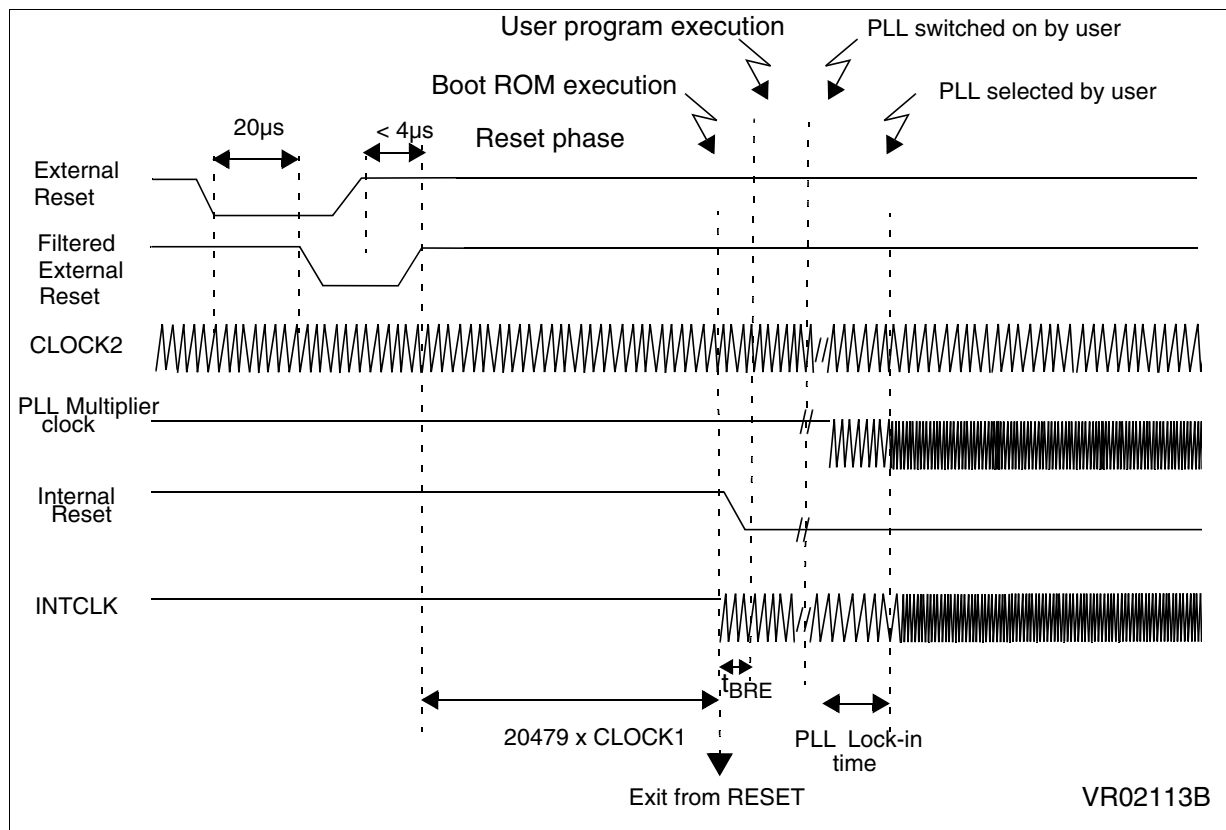 User program execution
PLL switched on by user
Boot ROM execution
PLL selected by user
20µs
< 4µs
Reset phase
External
Reset
Filtered
External
Reset
CLOCK2
PLL Multiplier
clock
Internal
Reset
INTCLK
tBRE
20479 x CLOCK1
PLL Lock-in
time
Exit from RESET
VR02113B